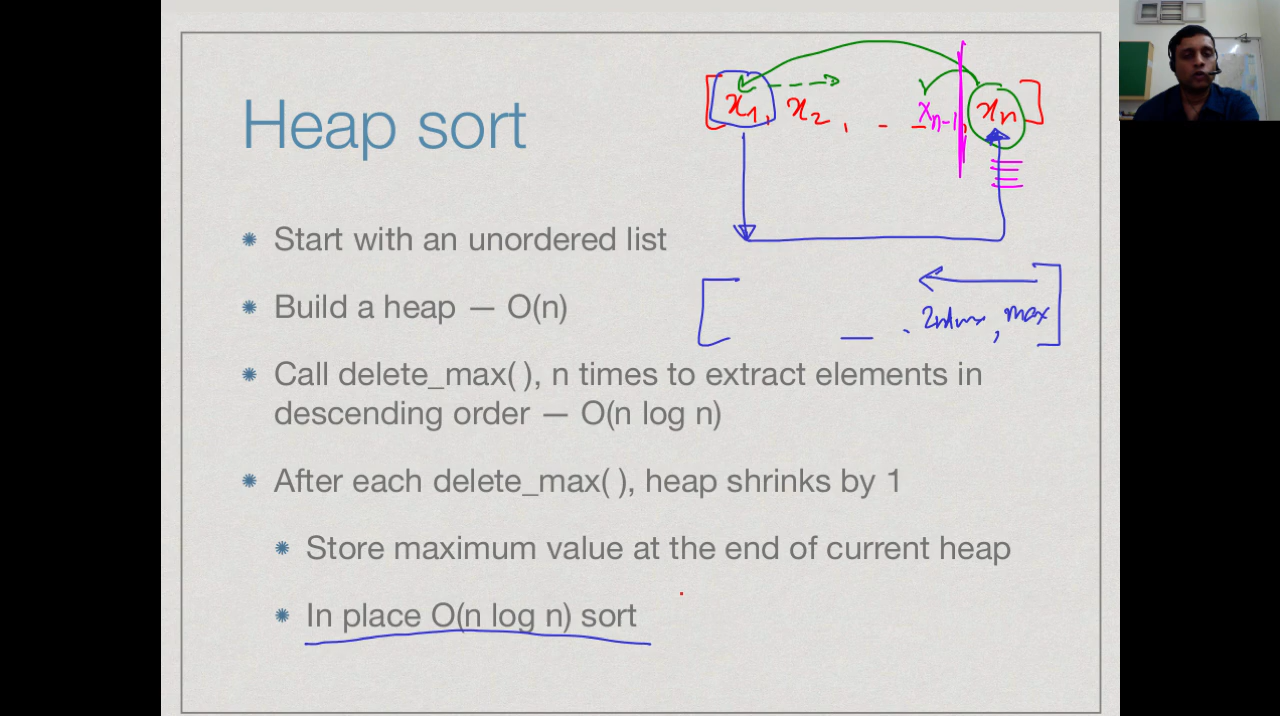 Heap sort
[x1, x2, - - xn-1, xn]
Start with an unordered list
[ — , 2nd max, max]
Build a heap — O(n)
Call delete_max( ), n times to extract elements in
descending order — O(n log n)
After each delete_max( ), heap shrinks by 1
Store maximum value at the end of current heap
In place O(n log n) sort